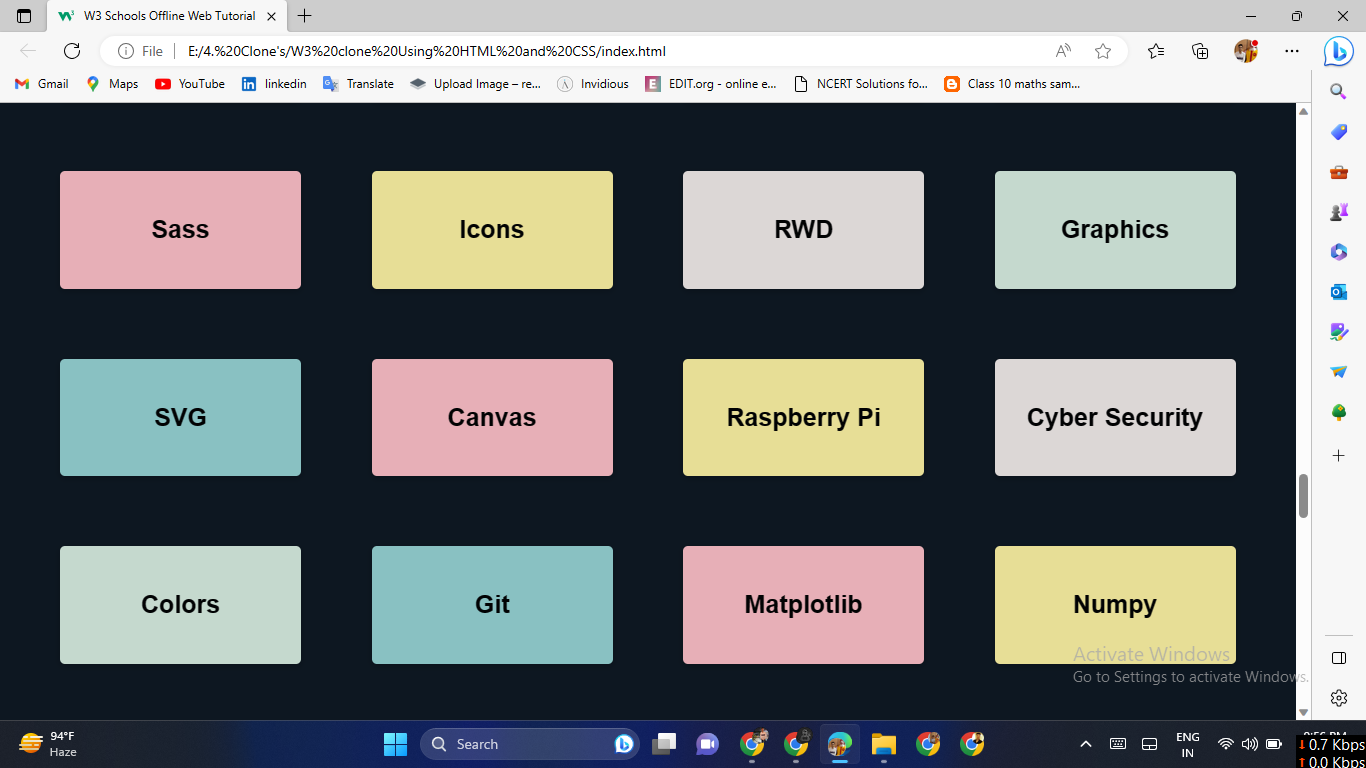 W3 Schools Offline Web Tutorial
File
E:/4.%20Clone's/W3%20clone%20Using%20HTML%20and%20CSS/index.html
Gmail
Maps
YouTube
linkedin
Translate
Upload Image – re...
Invidious
EDIT.org - online e...
NCERT Solutions fo...
Class 10 maths sam...
Sass
Icons
RWD
Graphics
SVG
Canvas
Raspberry Pi
Cyber Security
Colors
Git
Matplotlib
Numpy
Activate Windows
Go to Settings to activate Windows.
94°F
Haze
Search
ENG
IN
0.7 Kbps
0.0 Kbps